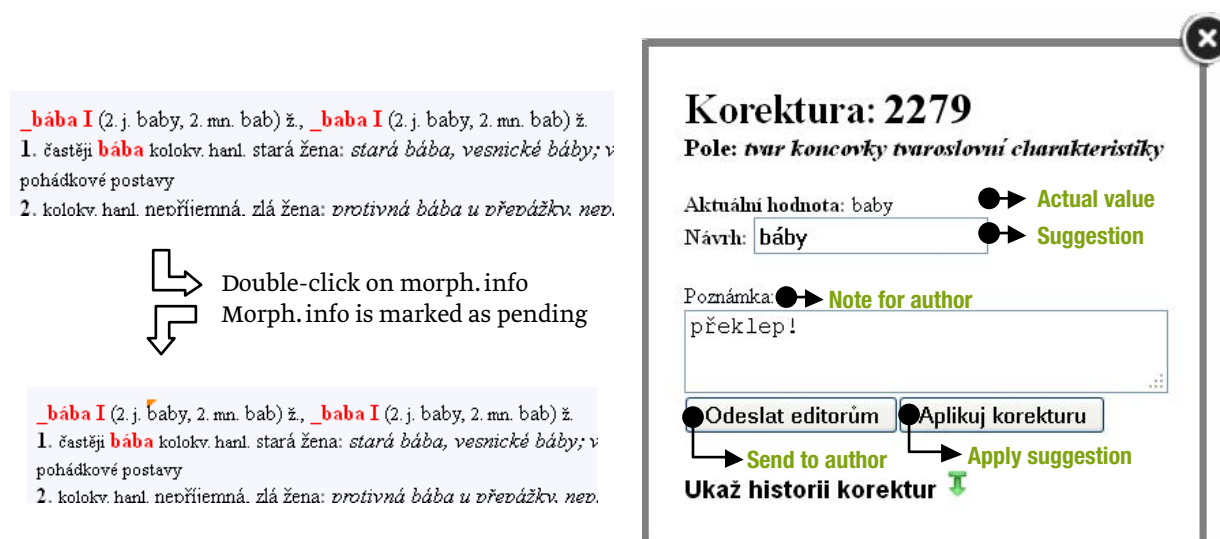 _bába I (2. j. baby, 2. mn. bab) ž., _baba I (2. j. baby, 2. mn. bab) ž.
1. častěji bába kolokv. hanl. stará žena: stará bába, vesnické báby; v
pohádkové postavy
2. kolokv. hanl. nepříjemná, zlá žena: protivná bába u přepážky, nep.
Double-click on morph.info
Morph.info is marked as pending
_bába I (2. j. baby, 2. mn. bab) ž., _baba I (2. j. baby, 2. mn. bab) ž.
1. častěji bába kolokv. hanl. stará žena: stará bába, vesnické báby; v
pohádkové postavy
2. kolokv. hanl. nepříjemná, zlá žena: protivná bába u přepážky, nep.
Korektura: 2279
Pole: tvar koncovky tvaroslovní charakteristiky
Aktuální hodnota: baby Actual value
Návrh: báby Suggestion
Poznámka: Note for author
překlep!
Odeslat editorům Aplikuj korekturu
Send to author Apply suggestion
Ukaž historii korektur